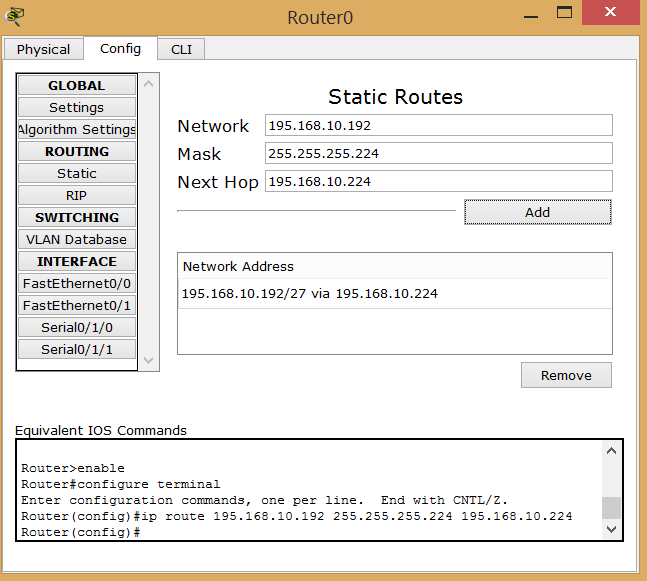 Router0
Physical Config CLI
GLOBAL
Settings
Algorithm Settings
ROUTING
Static
RIP
SWITCHING
VLAN Database
INTERFACE
FastEthernet0/0
FastEthernet0/1
Serial0/1/0
Serial0/1/1
Static Routes
Network 195.168.10.192
Mask 255.255.255.224
Next Hop 195.168.10.224
Add
Network Address
195.168.10.192/27 via 195.168.10.224
Remove
Equivalent IOS Commands
Router>enable
Router#configure terminal
Enter configuration commands, one per line. End with CNTL/Z.
Router(config)#ip route 195.168.10.192 255.255.255.224 195.168.10.224
Router(config)#